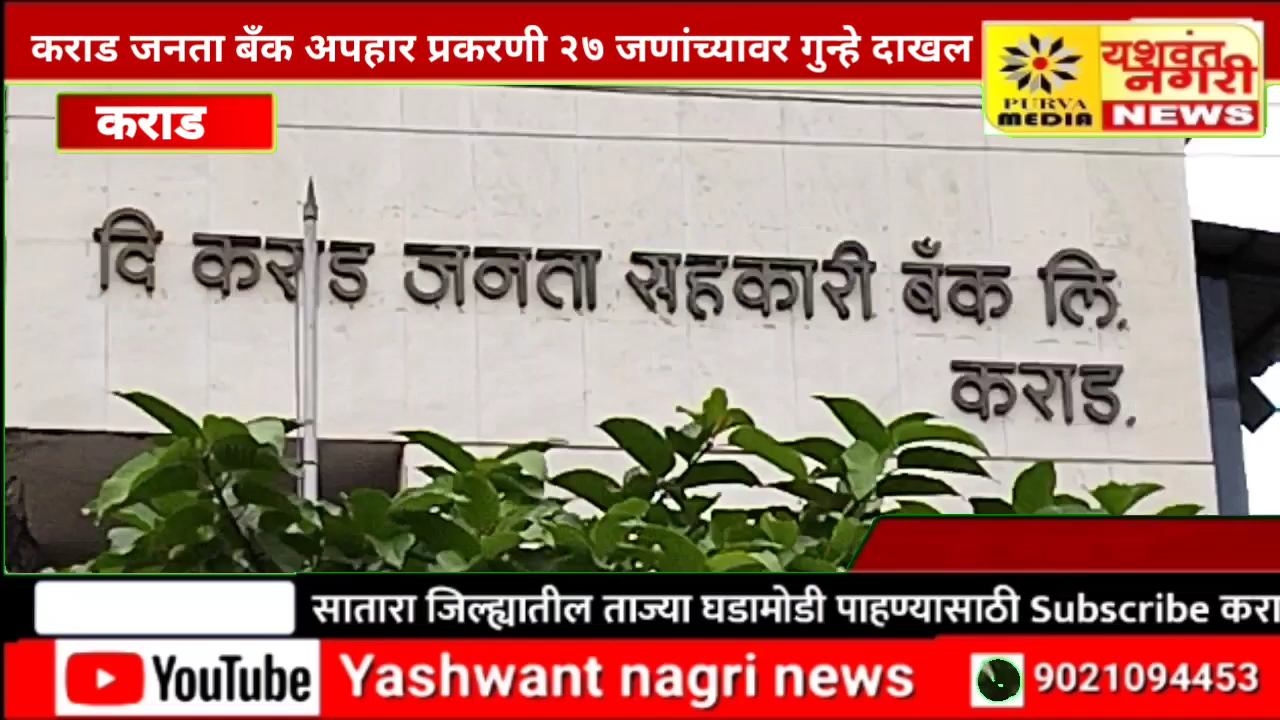 कराड जनता बँक अपहार प्रकरणी २७ जणांच्यावर गुन्हे दाखल
यशवंत
नगरी
PURVA
MEDIA
NEWS
कराड
दि कराड जनता सहकारी बँक लि.
कराड.
सातारा जिल्ह्यातील ताज्या घडामोडी पाहण्यासाठी Subscribe करा
YouTube
Yashwant nagri news
9021094453